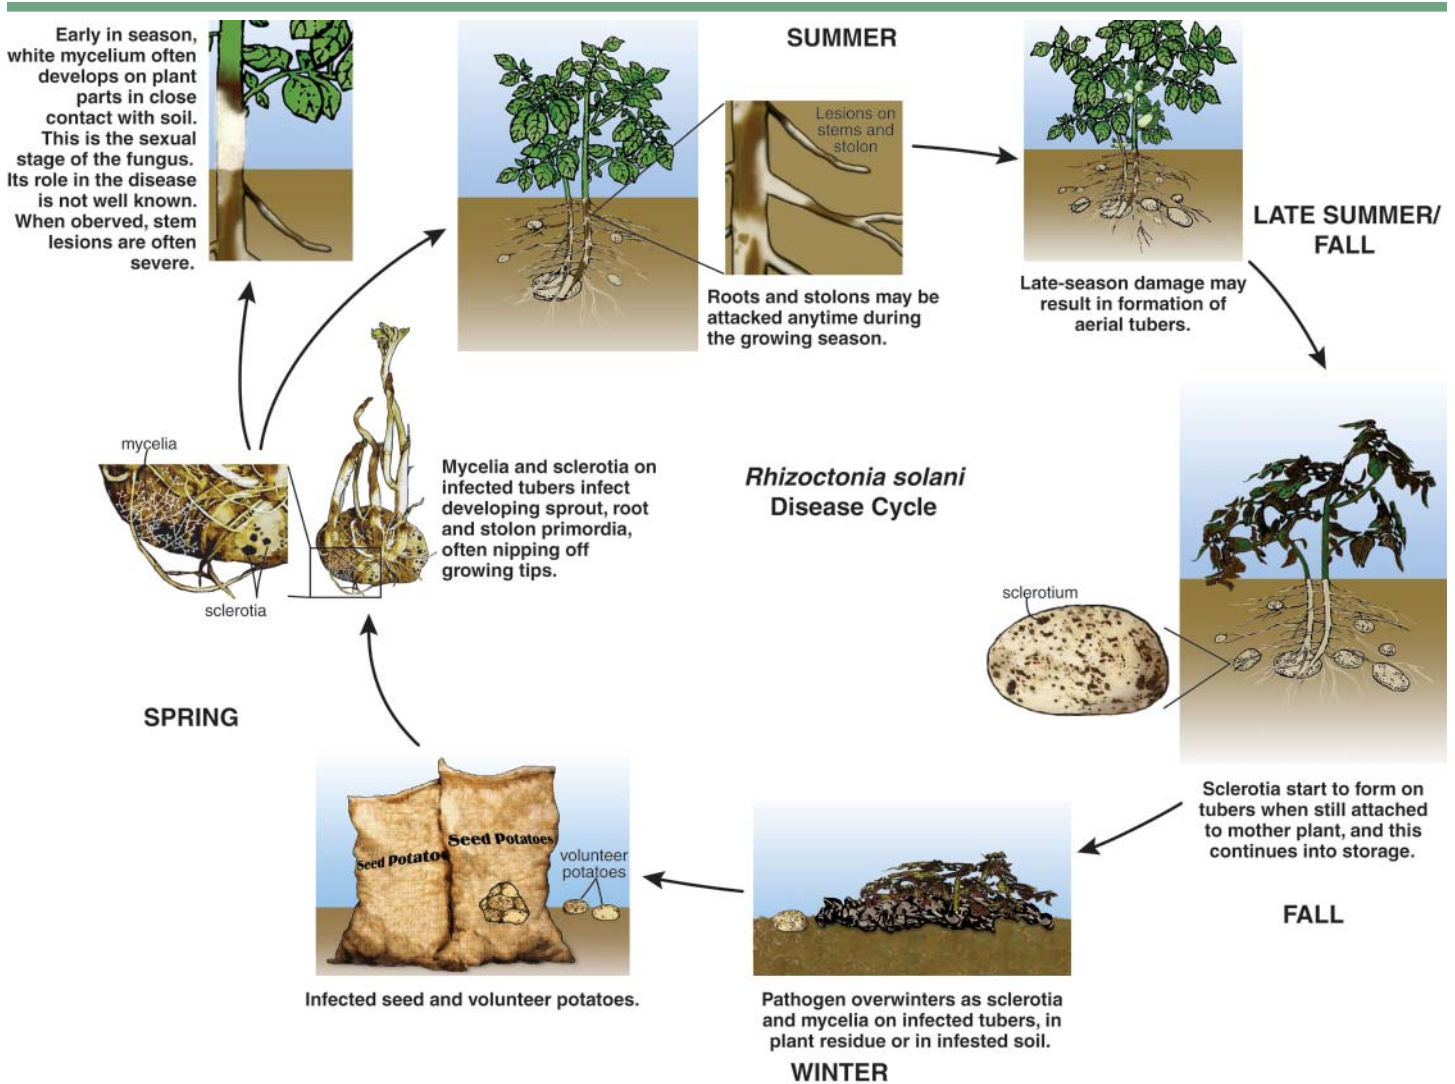 Early in season,
white mycelium often
develops on plant
parts in close
contact with soil.
This is the sexual
stage of the fungus.
Its role in the disease
is not well known.
When oberved, stem
lesions are often
severe.
SUMMER
Lesions on
stems and
stolon
Roots and stolons may be
attacked anytime during
the growing season.
LATE SUMMER/
FALL
Late-season damage may
result in formation of
aerial tubers.
mycelia
sclerotia
Mycelia and sclerotia on
infected tubers infect
developing sprout, root
and stolon primordia,
often nipping off
growing tips.
Rhizoctonia solani
Disease Cycle
sclerotium
Sclerotia start to form on
tubers when still attached
to mother plant, and this
continues into storage.
FALL
SPRING
Seed Potatoe
Seed Potatoes
volunteer
potatoes
Infected seed and volunteer potatoes.
Pathogen overwinters as sclerotia
and mycelia on infected tubers, in
plant residue or in infested soil.
WINTER